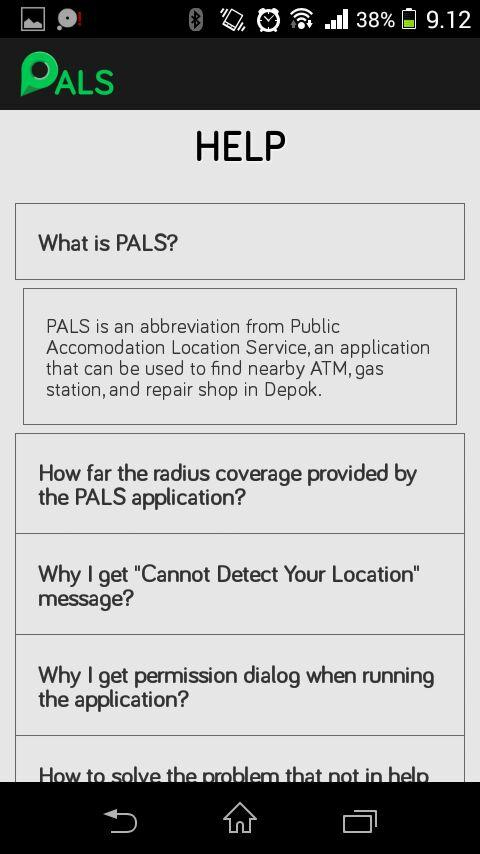 38% 9.12
PALS
HELP
What is PALS?
PALS is an abbreviation from Public
Accomodation Location Service, an application
that can be used to find nearby ATM, gas
station, and repair shop in Depok.
How far the radius coverage provided by
the PALS application?
Why I get "Cannot Detect Your Location"
message?
Why I get permission dialog when running
the application?
How to solve the problem that not in help